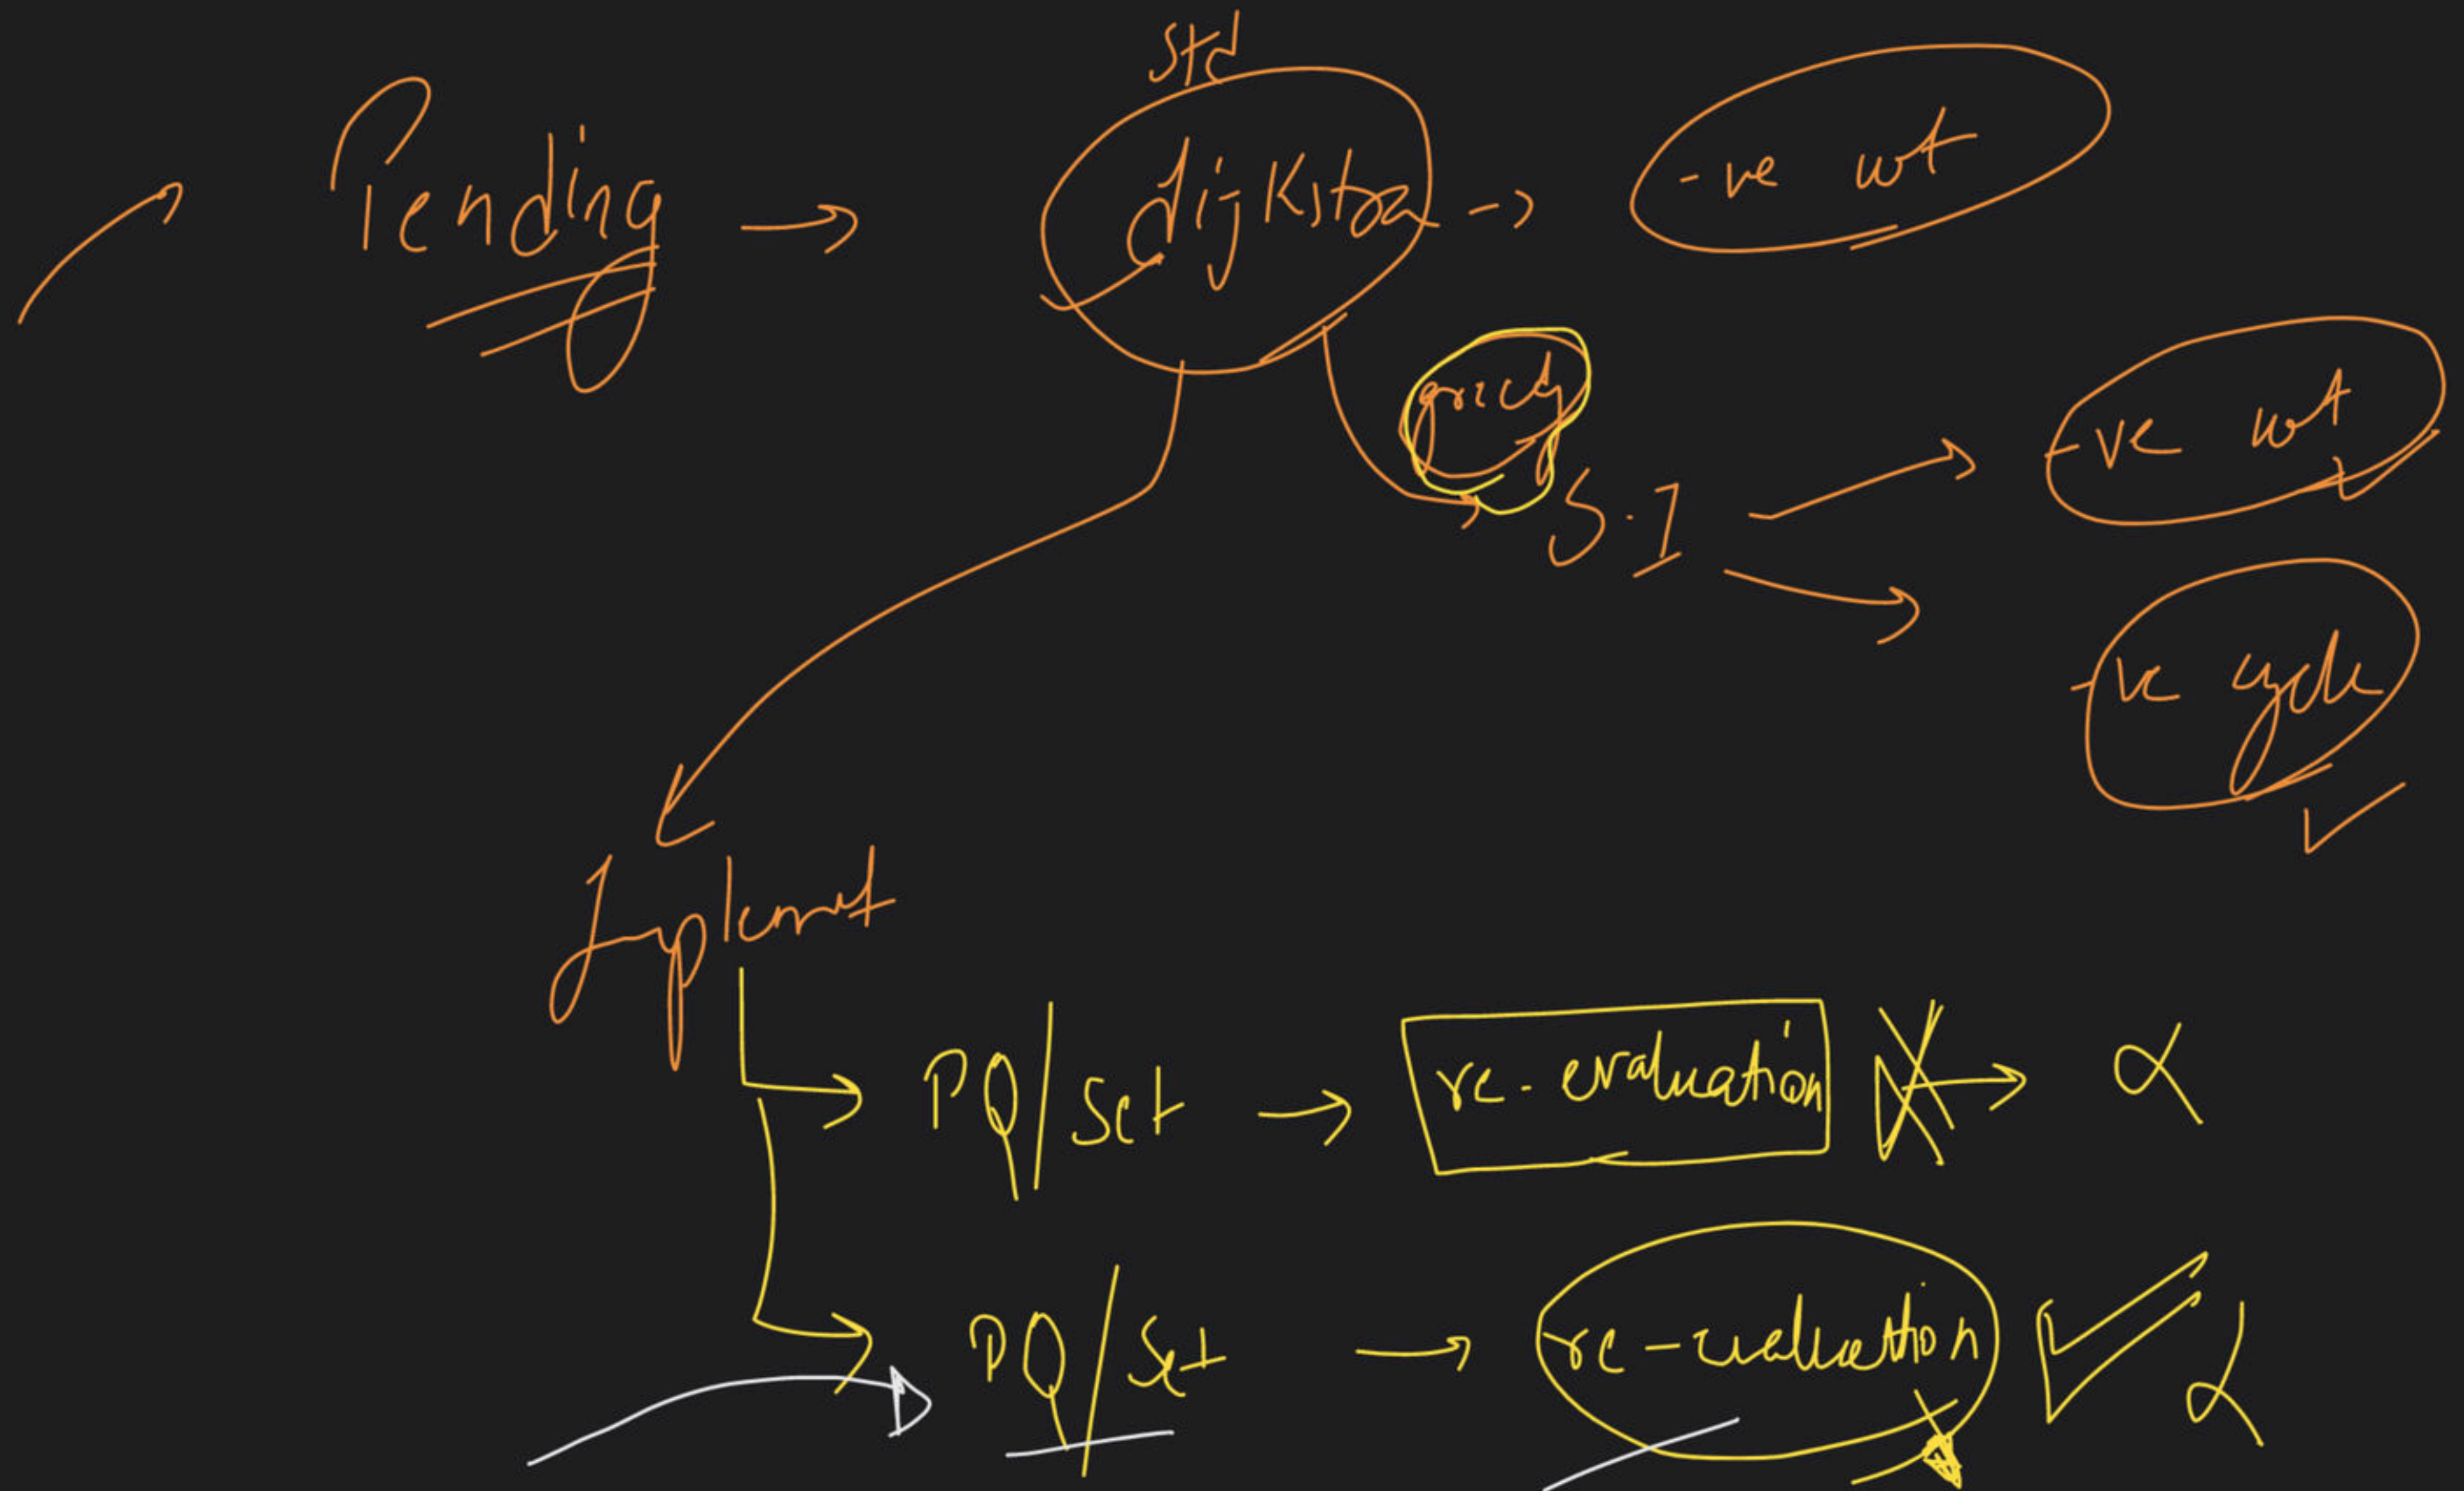 std
Pending → dijkstra → -ve wt
greedy
S.I → -ve wt
→ -ve cycle ✓
Implement
→ PQ/set → re-evaluation → α
→ PQ/set → re-evaluation ✓ α